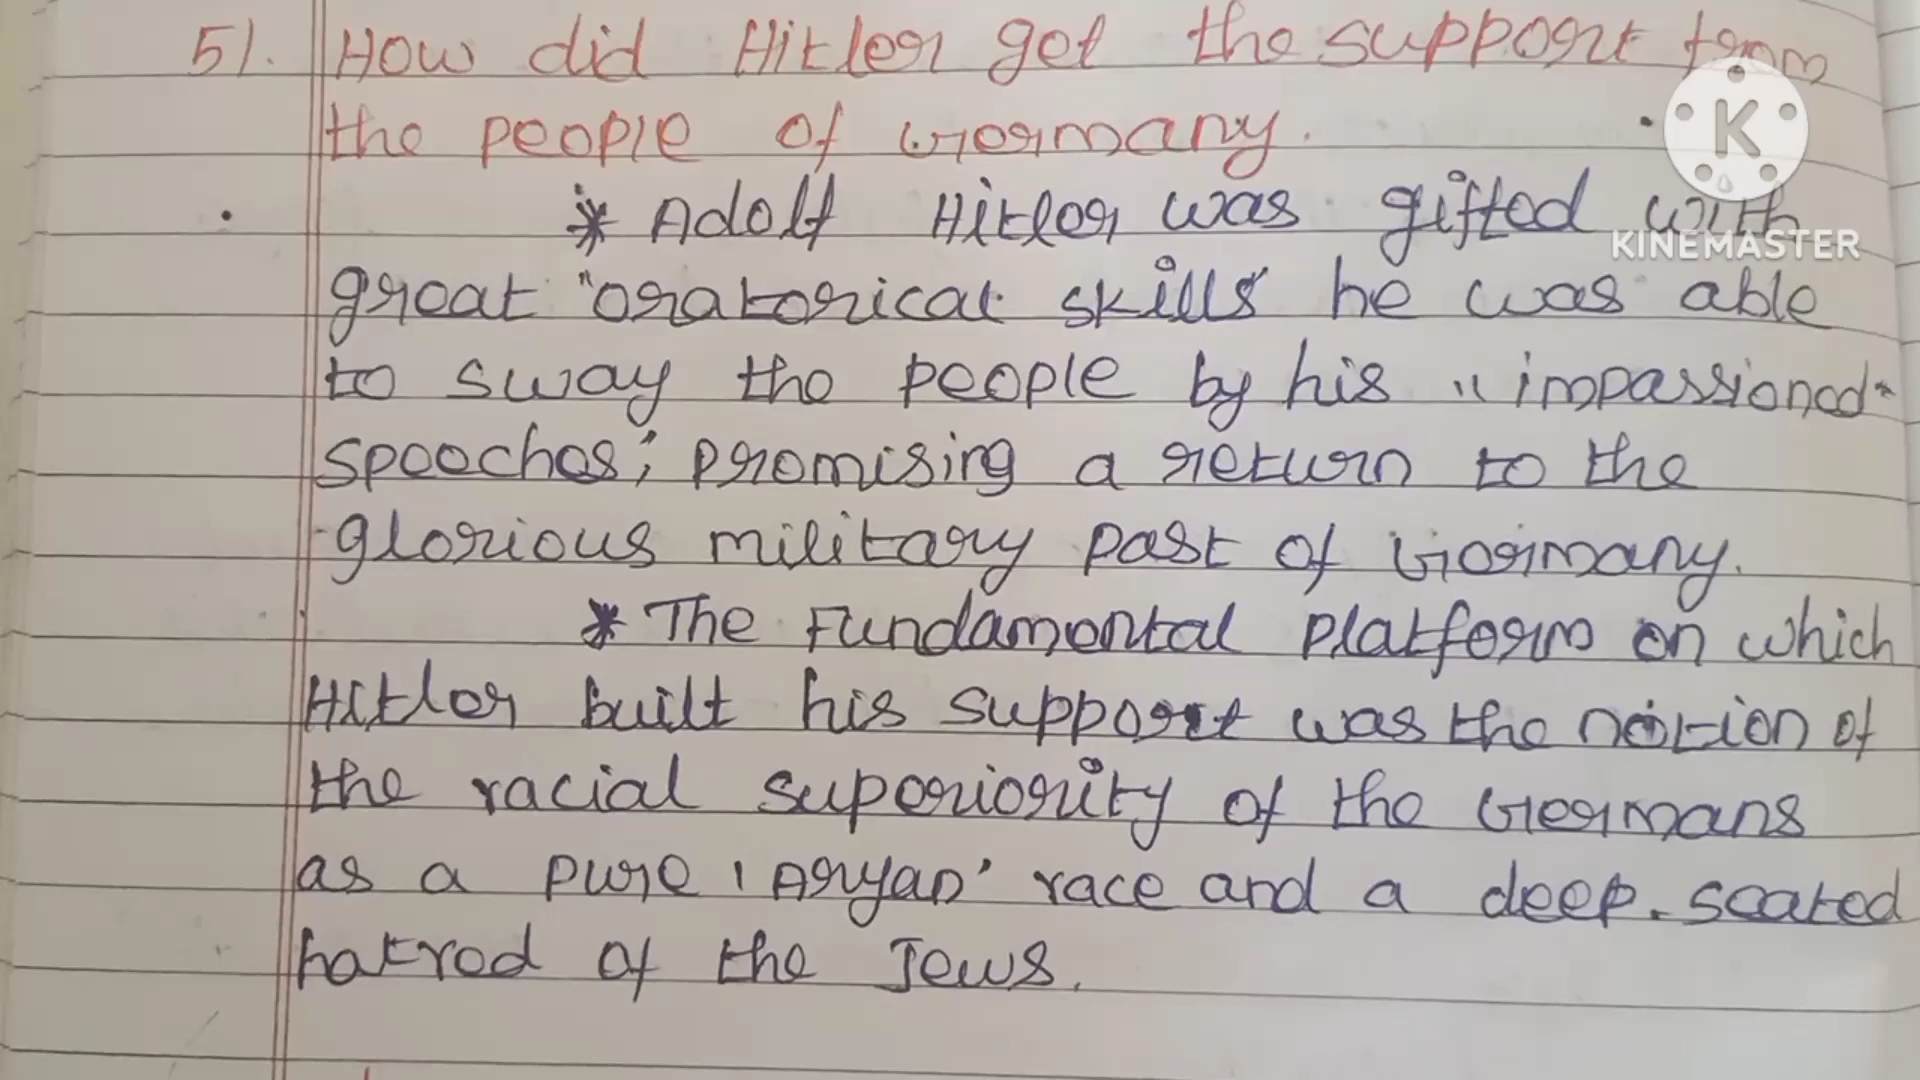 51. How did Hitler get the support from
the people of Germany.
* Adolf Hitler was gifted with
great "oratorical skills" he was able
to sway the people by his "impassioned
speeches; promising a return to the
glorious military past of Germany.
* The Fundamental Platform on which
Hitler built his support was the notion of
the racial superiority of the Germans
as a pure 'Aryan' race and a deep-seated
hatred of the Jews.
K
KINEMASTER